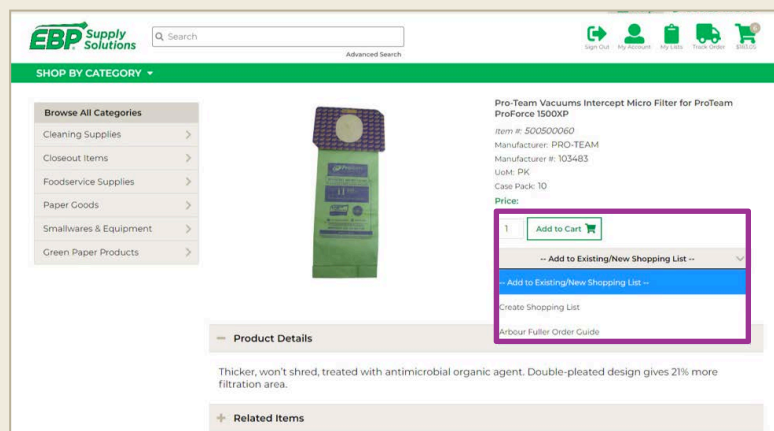 EBP Supply Solutions
Search
Advanced Search
Sign Out My Account My Lists Track Order
SHOP BY CATEGORY
Browse All Categories
Cleaning Supplies
Closeout Items
Foodservice Supplies
Paper Goods
Smallwares & Equipment
Green Paper Products
Pro-Team Vacuums Intercept Micro Filter for ProTeam
ProForce 1500XP
Item #: 500500060
Manufacturer: PRO-TEAM
Manufacturer #: 103483
UoM: PK
Case Pack: 10
Price:
1 Add to Cart
-- Add to Existing/New Shopping List --
-- Add to Existing/New Shopping List --
Create Shopping List
Arbour Fuller Order Guide
Product Details
Thicker, won't shred, treated with antimicrobial organic agent. Double-pleated design gives 21% more
filtration area.
Related Items